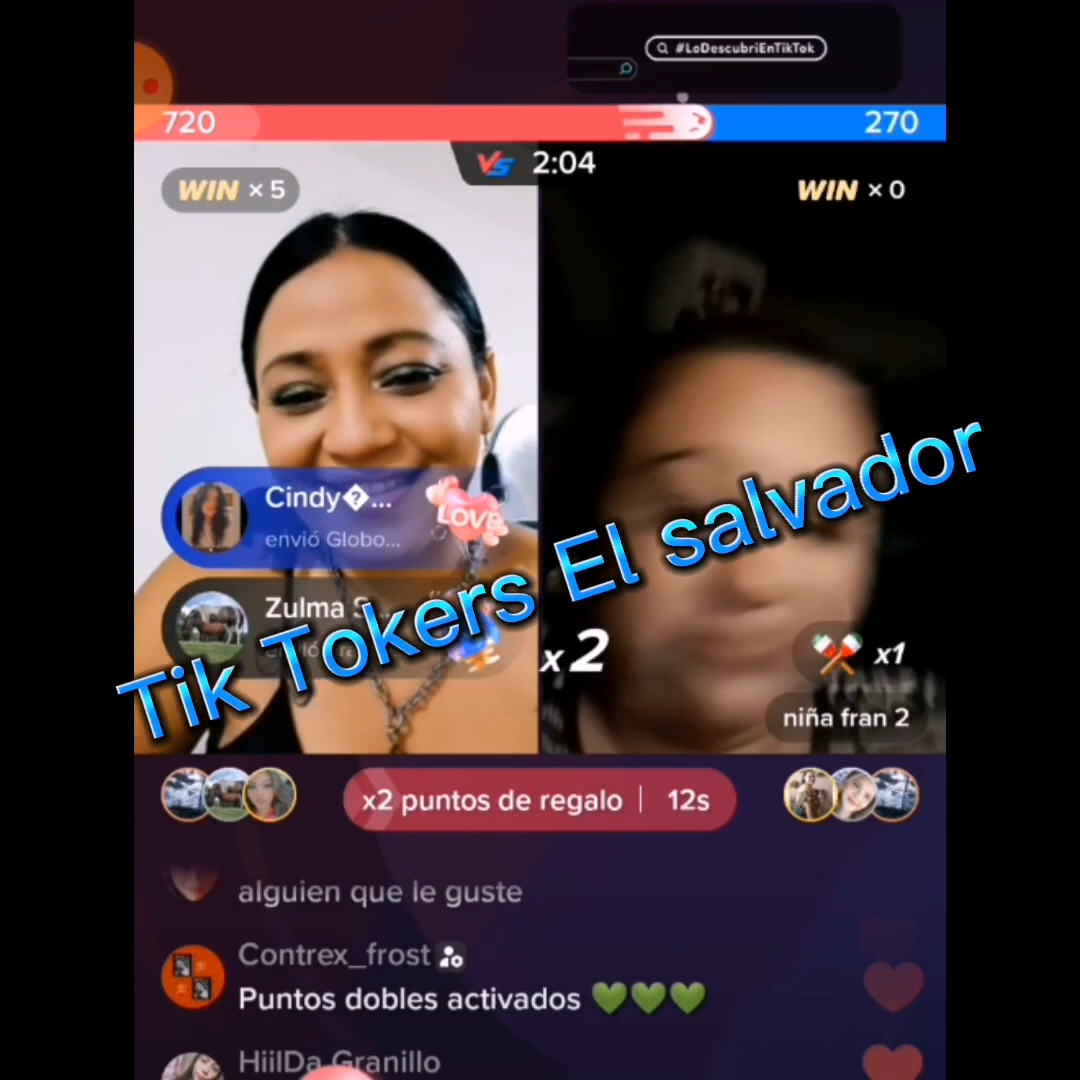 #LoDescubriEnTikTok
720
270
VS 2:04
WIN × 5
WIN × 0
Cindy�...
envió Globo...
Zulma S...
Tik Tokers El salvador
x2
x1
niña fran 2
LOVE
x2 puntos de regalo | 12s
alguien que le guste
Contrex_frost
Puntos dobles activados 💚💚💚
HiilDa Granillo